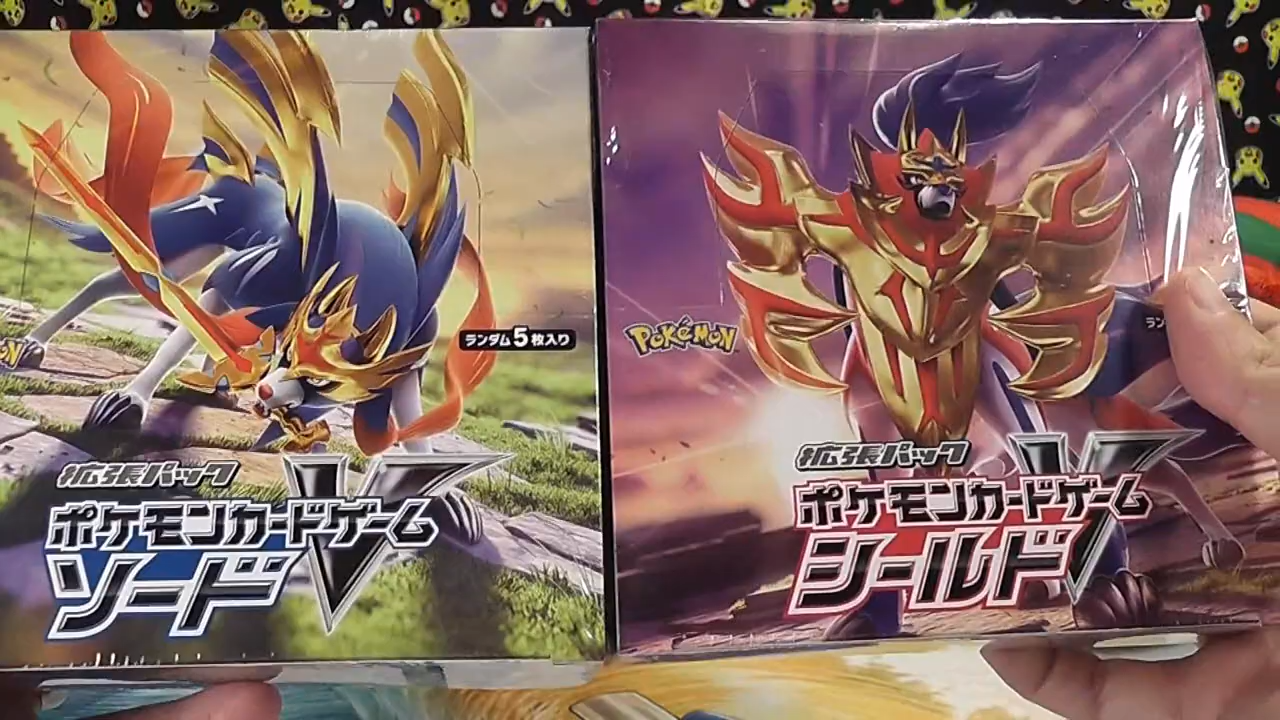 ランダム5枚入り
拡張パック
ポケモンカードゲーム
ソード V
POKéMON
拡張パック
ポケモンカードゲーム
シールド V